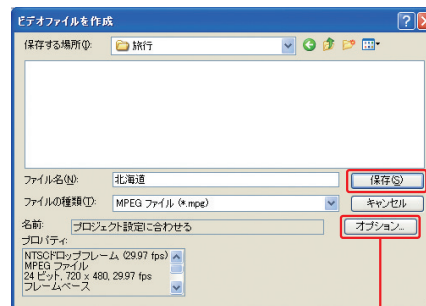 ビデオファイルを作成
保存する場所(I): 旅行
ファイル名(N): 北海道 保存(S)
ファイルの種類(T): MPEG ファイル (*.mpg) キャンセル
名前: プロジェクト設定に合わせる オプション...
プロパティ:
NTSCドロップフレーム (29.97 fps)
MPEG ファイル
24 ビット, 720 x 480, 29.97 fps
フレームベース